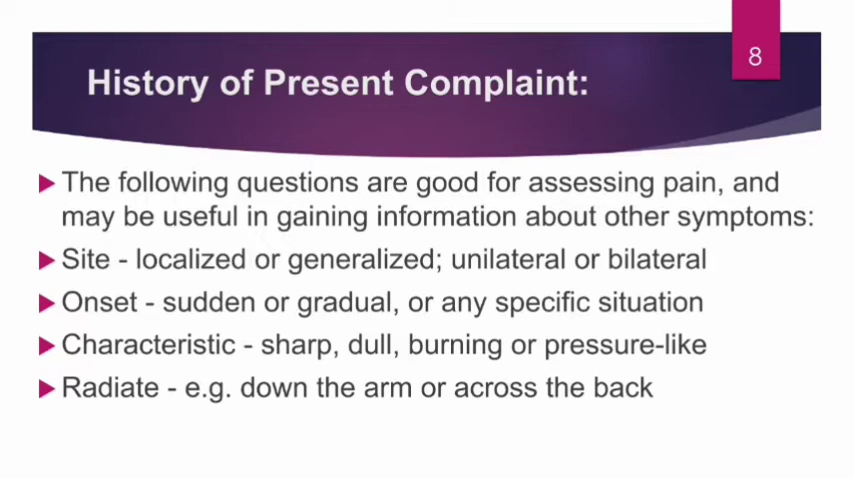 8
History of Present Complaint:
The following questions are good for assessing pain, and
may be useful in gaining information about other symptoms:
Site - localized or generalized; unilateral or bilateral
Onset - sudden or gradual, or any specific situation
Characteristic - sharp, dull, burning or pressure-like
Radiate - e.g. down the arm or across the back